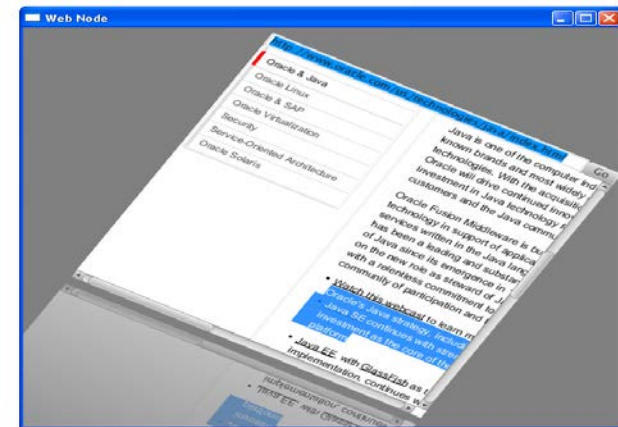 Web Node
http://www.oracle.com/us/technologies/java/index.html
Go
Oracle & Java
Oracle Linux
Oracle & SAP
Oracle Virtualization
Security
Service-Oriented Architecture
Oracle Solaris
Java is one of the computer ind
known brands and most widely
technologies. With the acquisiti
Oracle will drive continued innov
investment in Java technology f
customers and the Java commu
Oracle Fusion Middleware is bu
technology in support of applica
services written in the Java lang
has been a leading and substan
of Java since its emergence in
on the new role as steward of J
with a relentless commitment to
community of participation and
• Watch this webcast to learn m
Oracle's Java strategy, includi
• Java SE continues with stren
investment as the core of the
platform
• Java EE with GlassFish as t
implementation, continues w